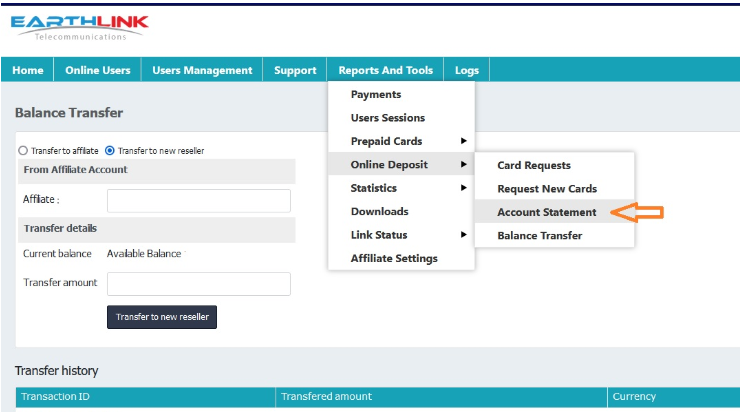 EARTHLINK
Telecommunications
Home Online Users Users Management Support Reports And Tools Logs
Balance Transfer
Transfer to affiliate Transfer to new reseller
From Affiliate Account
Affiliate :
Transfer details
Current balance Available Balance
Transfer amount
Transfer to new reseller
Payments
Users Sessions
Prepaid Cards
Online Deposit
Statistics
Downloads
Link Status
Affiliate Settings
Card Requests
Request New Cards
Account Statement
Balance Transfer
Transfer history
Transaction ID Transfered amount Currency